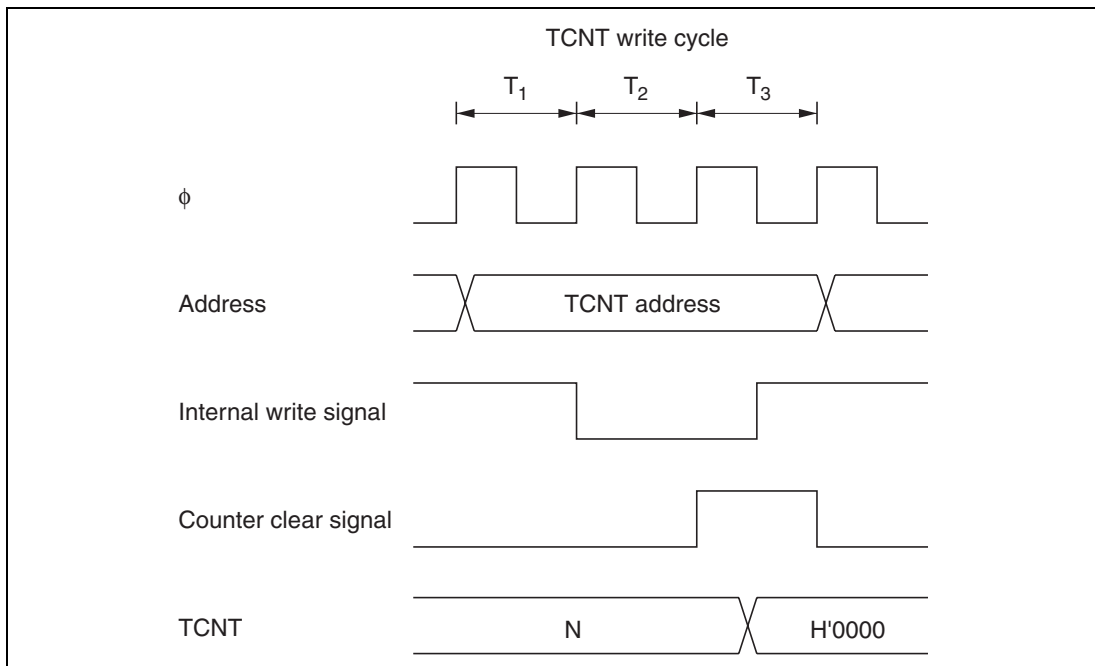 TCNT write cycle
T1 T2 T3
ϕ
Address
TCNT address
Internal write signal
Counter clear signal
TCNT
N
H'0000